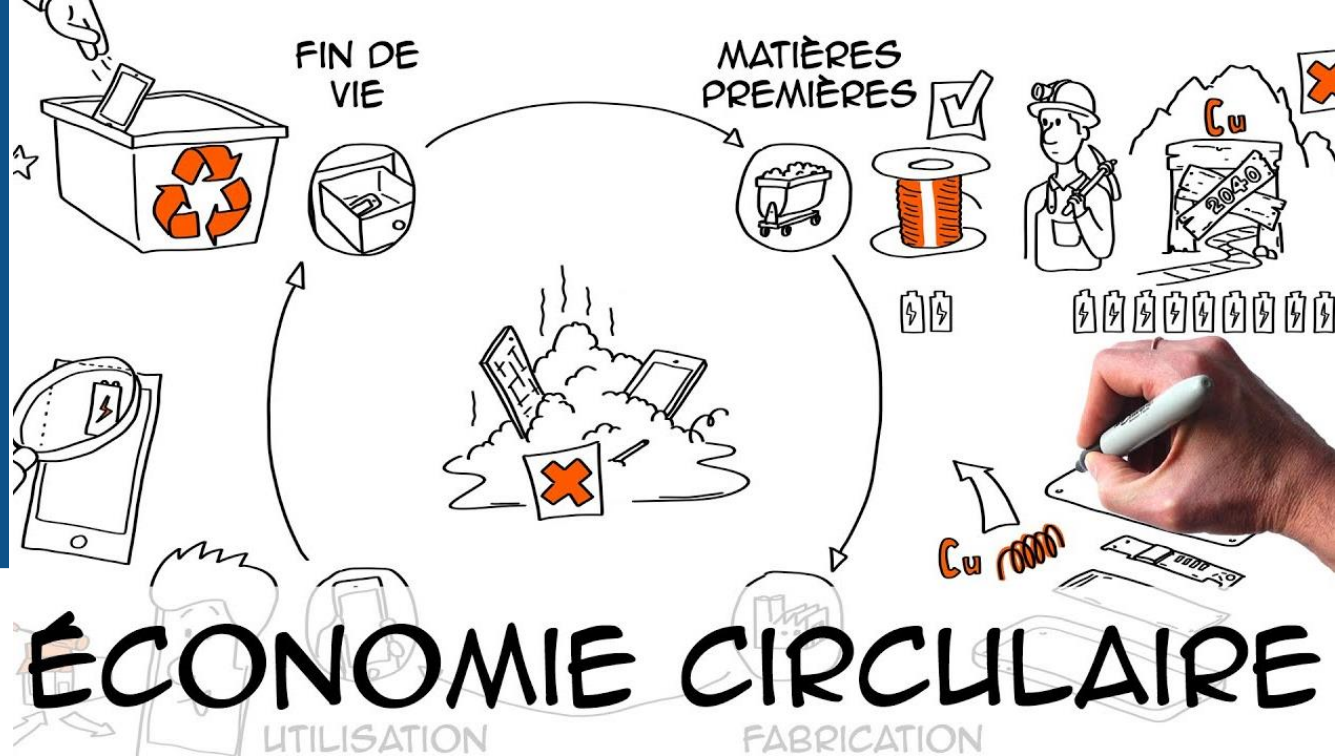 FIN DE
VIE
MATIÈRES
PREMIÈRES
Cu
2040
Cu
ÉCONOMIE CIRCULAIRE
UTILISATION
FABRICATION